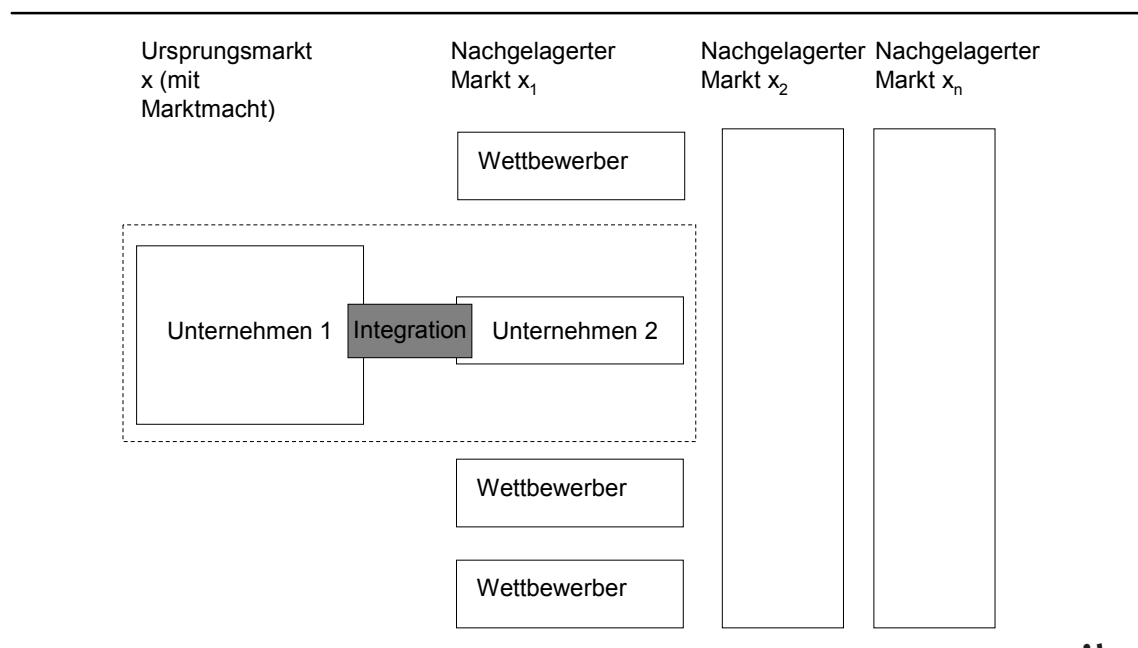 Ursprungsmarkt
x (mit
Marktmacht)
Nachgelagerter
Markt x₁
Nachgelagerter
Markt x₂
Nachgelagerter
Markt xₙ
Wettbewerber
Unternehmen 1
Integration
Unternehmen 2
Wettbewerber
Wettbewerber